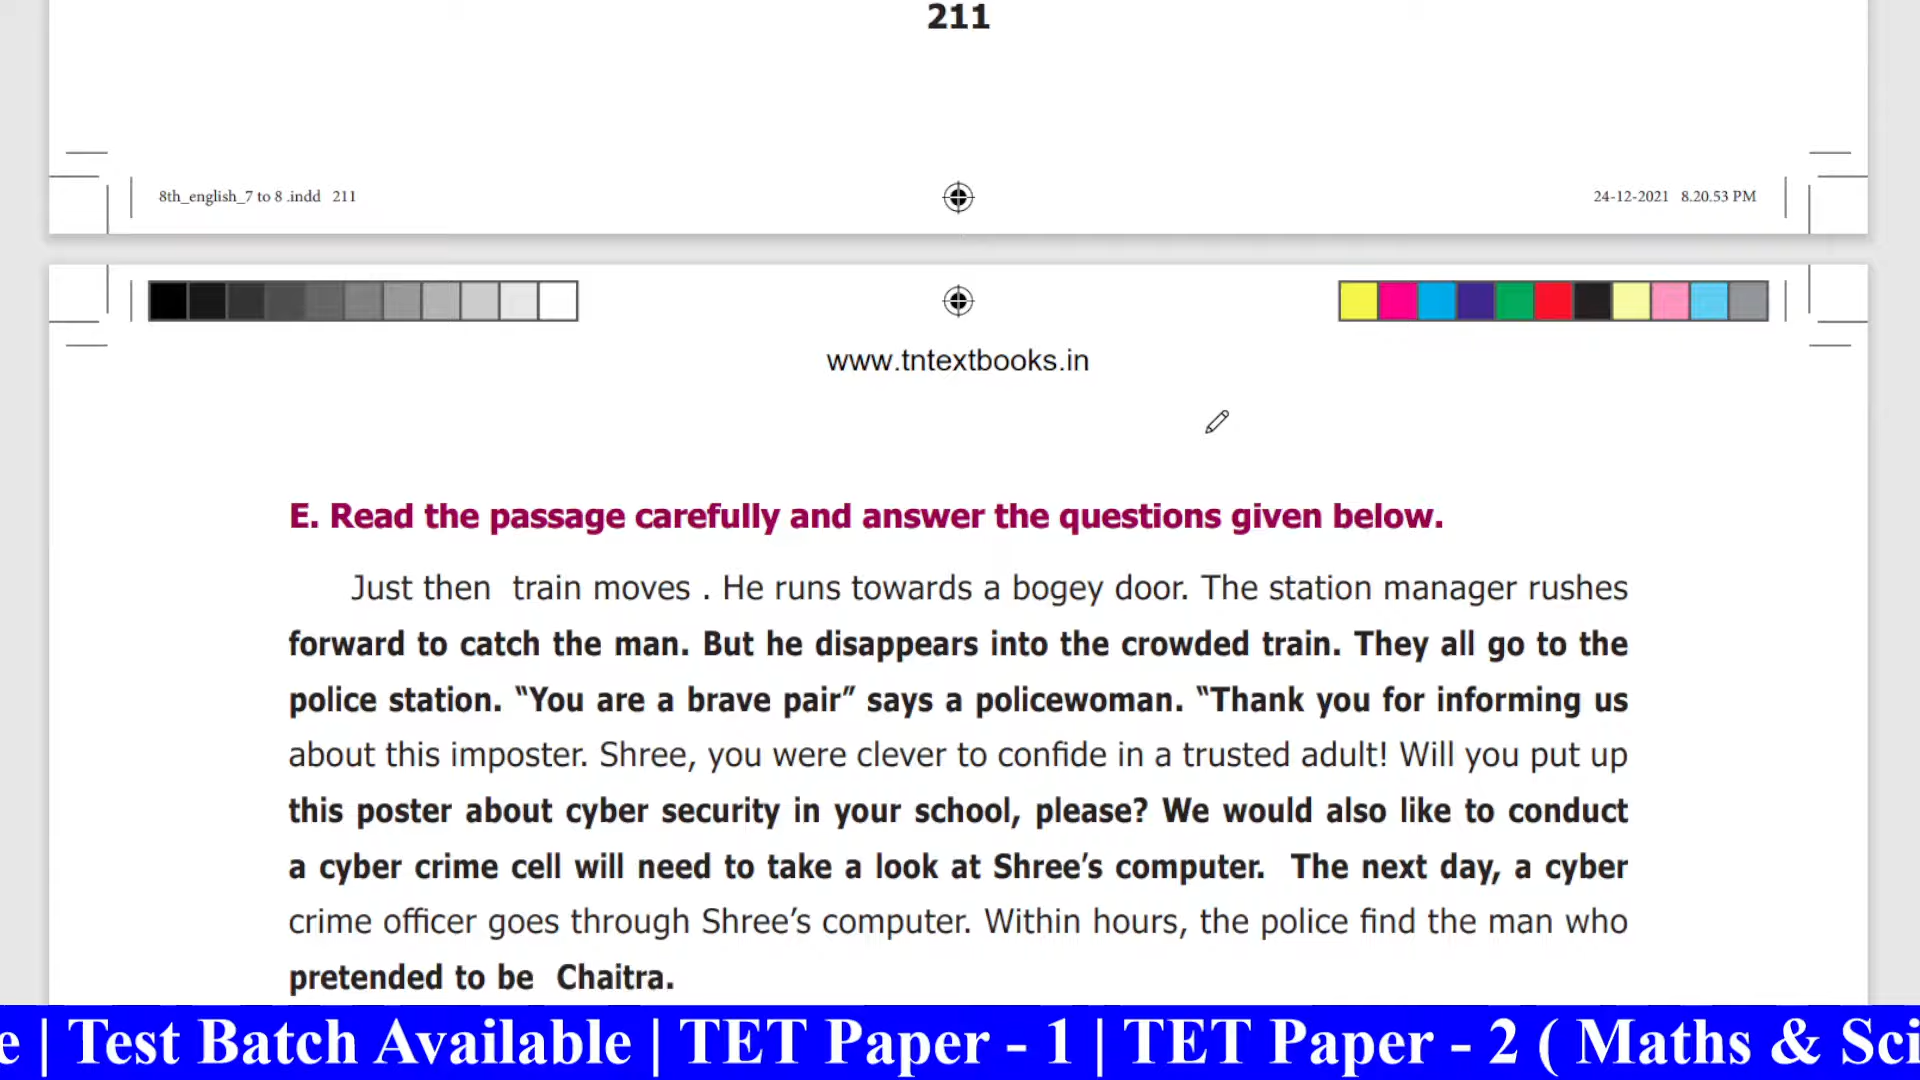 211
8th_english_7 to 8 .indd 211
24-12-2021 8.20.53 PM
www.tntextbooks.in
E. Read the passage carefully and answer the questions given below.
Just then train moves . He runs towards a bogey door. The station manager rushes
forward to catch the man. But he disappears into the crowded train. They all go to the
police station. “You are a brave pair” says a policewoman. “Thank you for informing us
about this imposter. Shree, you were clever to confide in a trusted adult! Will you put up
this poster about cyber security in your school, please? We would also like to conduct
a cyber crime cell will need to take a look at Shree’s computer. The next day, a cyber
crime officer goes through Shree’s computer. Within hours, the police find the man who
pretended to be Chaitra.
e | Test Batch Available | TET Paper - 1 | TET Paper - 2 ( Maths & Sci